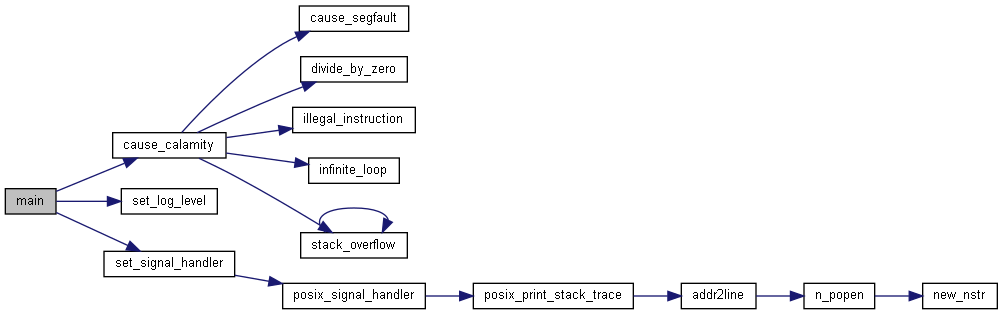 cause_segfault
divide_by_zero
illegal_instruction
cause_calamity
infinite_loop
main
set_log_level
stack_overflow
set_signal_handler
posix_signal_handler
posix_print_stack_trace
addr2line
n_popen
new_nstr